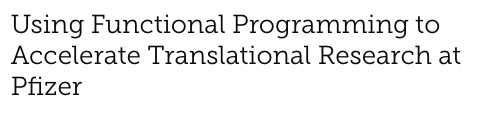 Using Functional Programming to
Accelerate Translational Research at
Pfizer